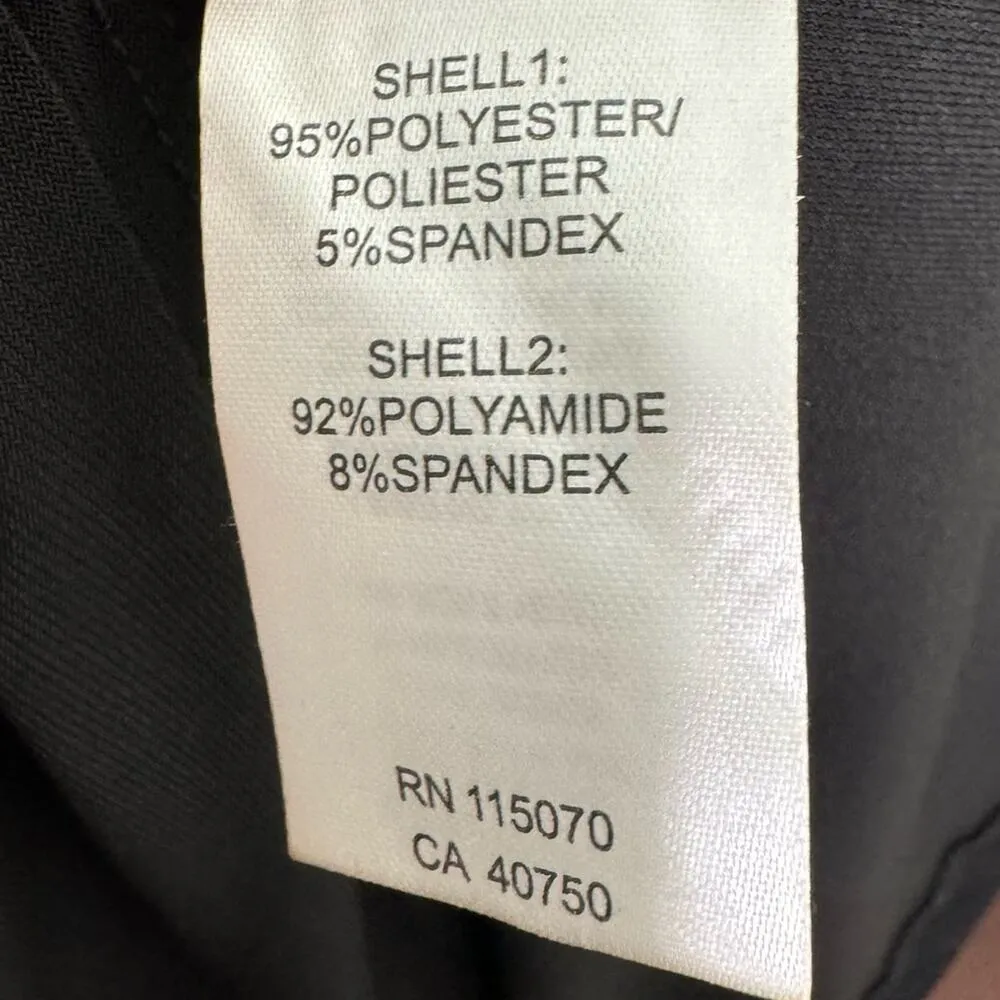 SHELL1:
95%POLYESTER/
POLIESTER
5%SPANDEX
SHELL2:
92%POLYAMIDE
8%SPANDEX
RN 115070
CA 40750